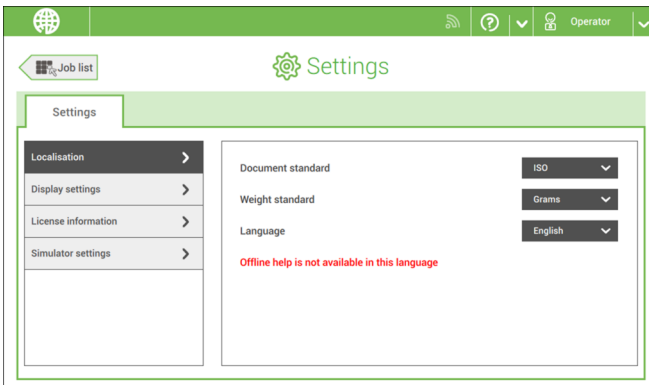 Operator
Job list
Settings
Settings
Localisation
Display settings
License information
Simulator settings
Document standard
ISO
Weight standard
Grams
Language
English
Offline help is not available in this language